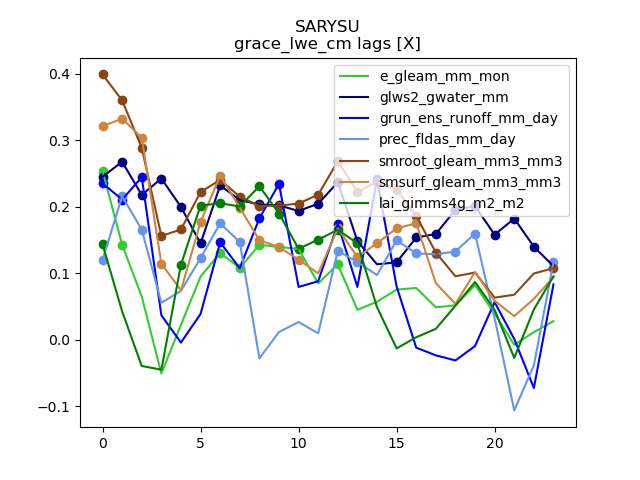 SARYSU
grace_lwe_cm lags [X]
e_gleam_mm_mon
glws2_gwater_mm
grun_ens_runoff_mm_day
prec_fldas_mm_day
smroot_gleam_mm3_mm3
smsurf_gleam_mm3_mm3
lai_gimms4g_m2_m2
0.4
0.3
0.2
0.1
0.0
−0.1
0 5 10 15 20